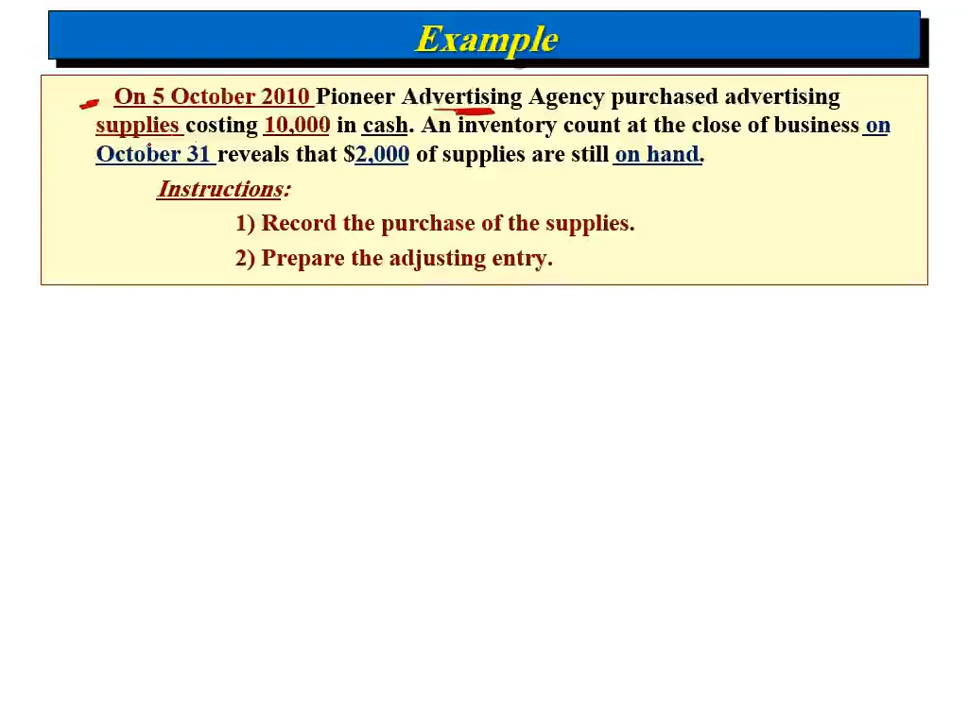 Example
On 5 October 2010 Pioneer Advertising Agency purchased advertising
supplies costing 10,000 in cash. An inventory count at the close of business on
October 31 reveals that $2,000 of supplies are still on hand.
Instructions:
1) Record the purchase of the supplies.
2) Prepare the adjusting entry.